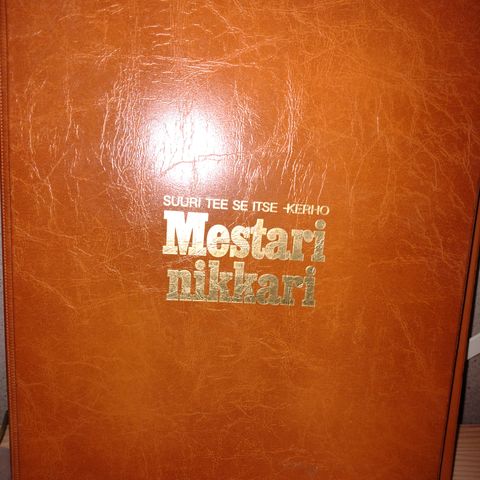 SUURI TEE SE ITSE -KERHO
Mestari
nikkari